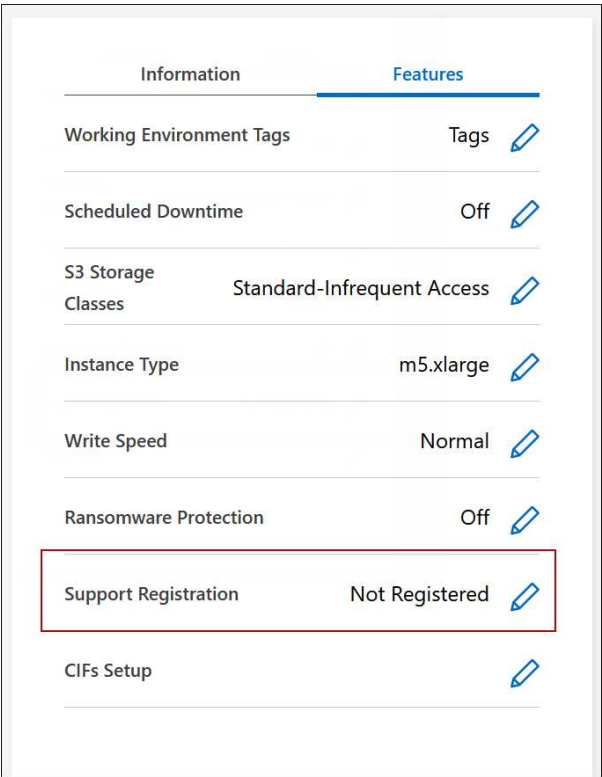 Information Features
Working Environment Tags Tags
Scheduled Downtime Off
S3 Storage
Classes Standard-Infrequent Access
Instance Type m5.xlarge
Write Speed Normal
Ransomware Protection Off
Support Registration Not Registered
CIFs Setup